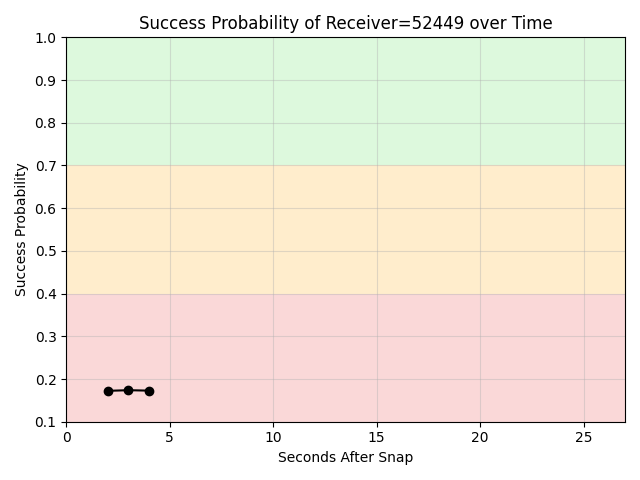 Success Probability of Receiver=52449 over Time
1.0
0.9
0.8
0.7
0.6
0.5
0.4
0.3
0.2
0.1
Success Probability
0 5 10 15 20 25
Seconds After Snap